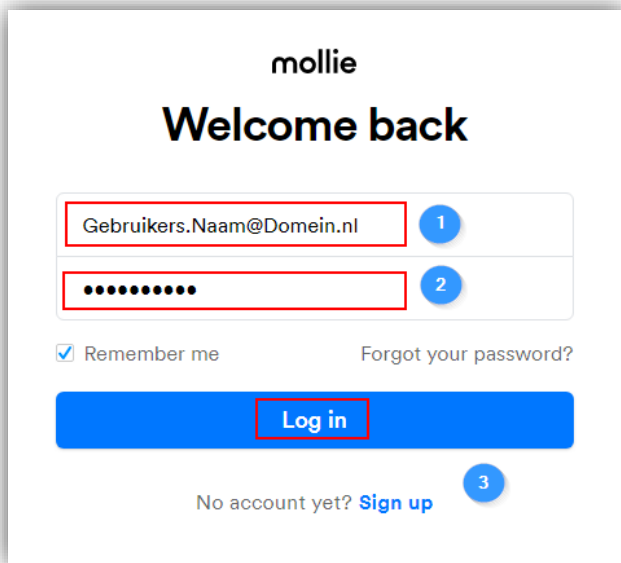 mollie
Welcome back
Gebruikers.Naam@Domein.nl
1
••••••••••
2
Remember me
Forgot your password?
Log in
3
No account yet? Sign up